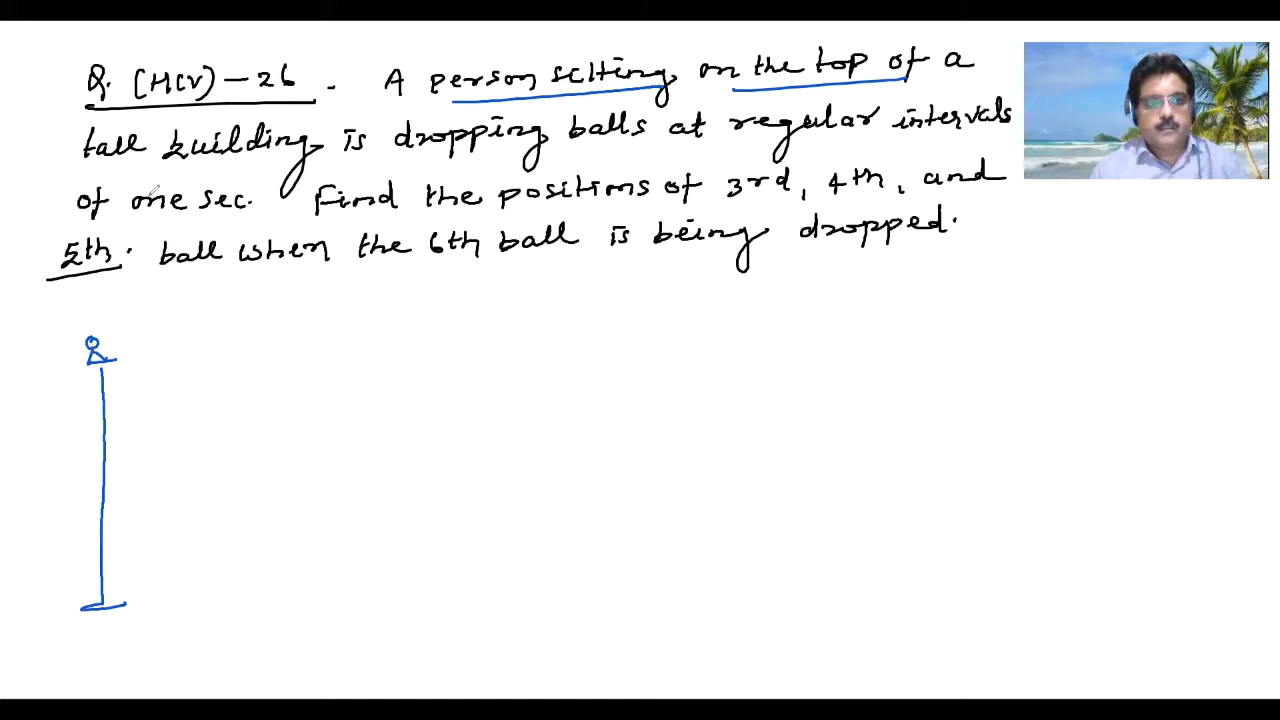 Q. (HCV) - 26. A person sitting on the top of a
tall building is dropping balls at regular intervals
of one sec. Find the positions of 3rd, 4th, and
5th. ball when the 6th ball is being dropped.